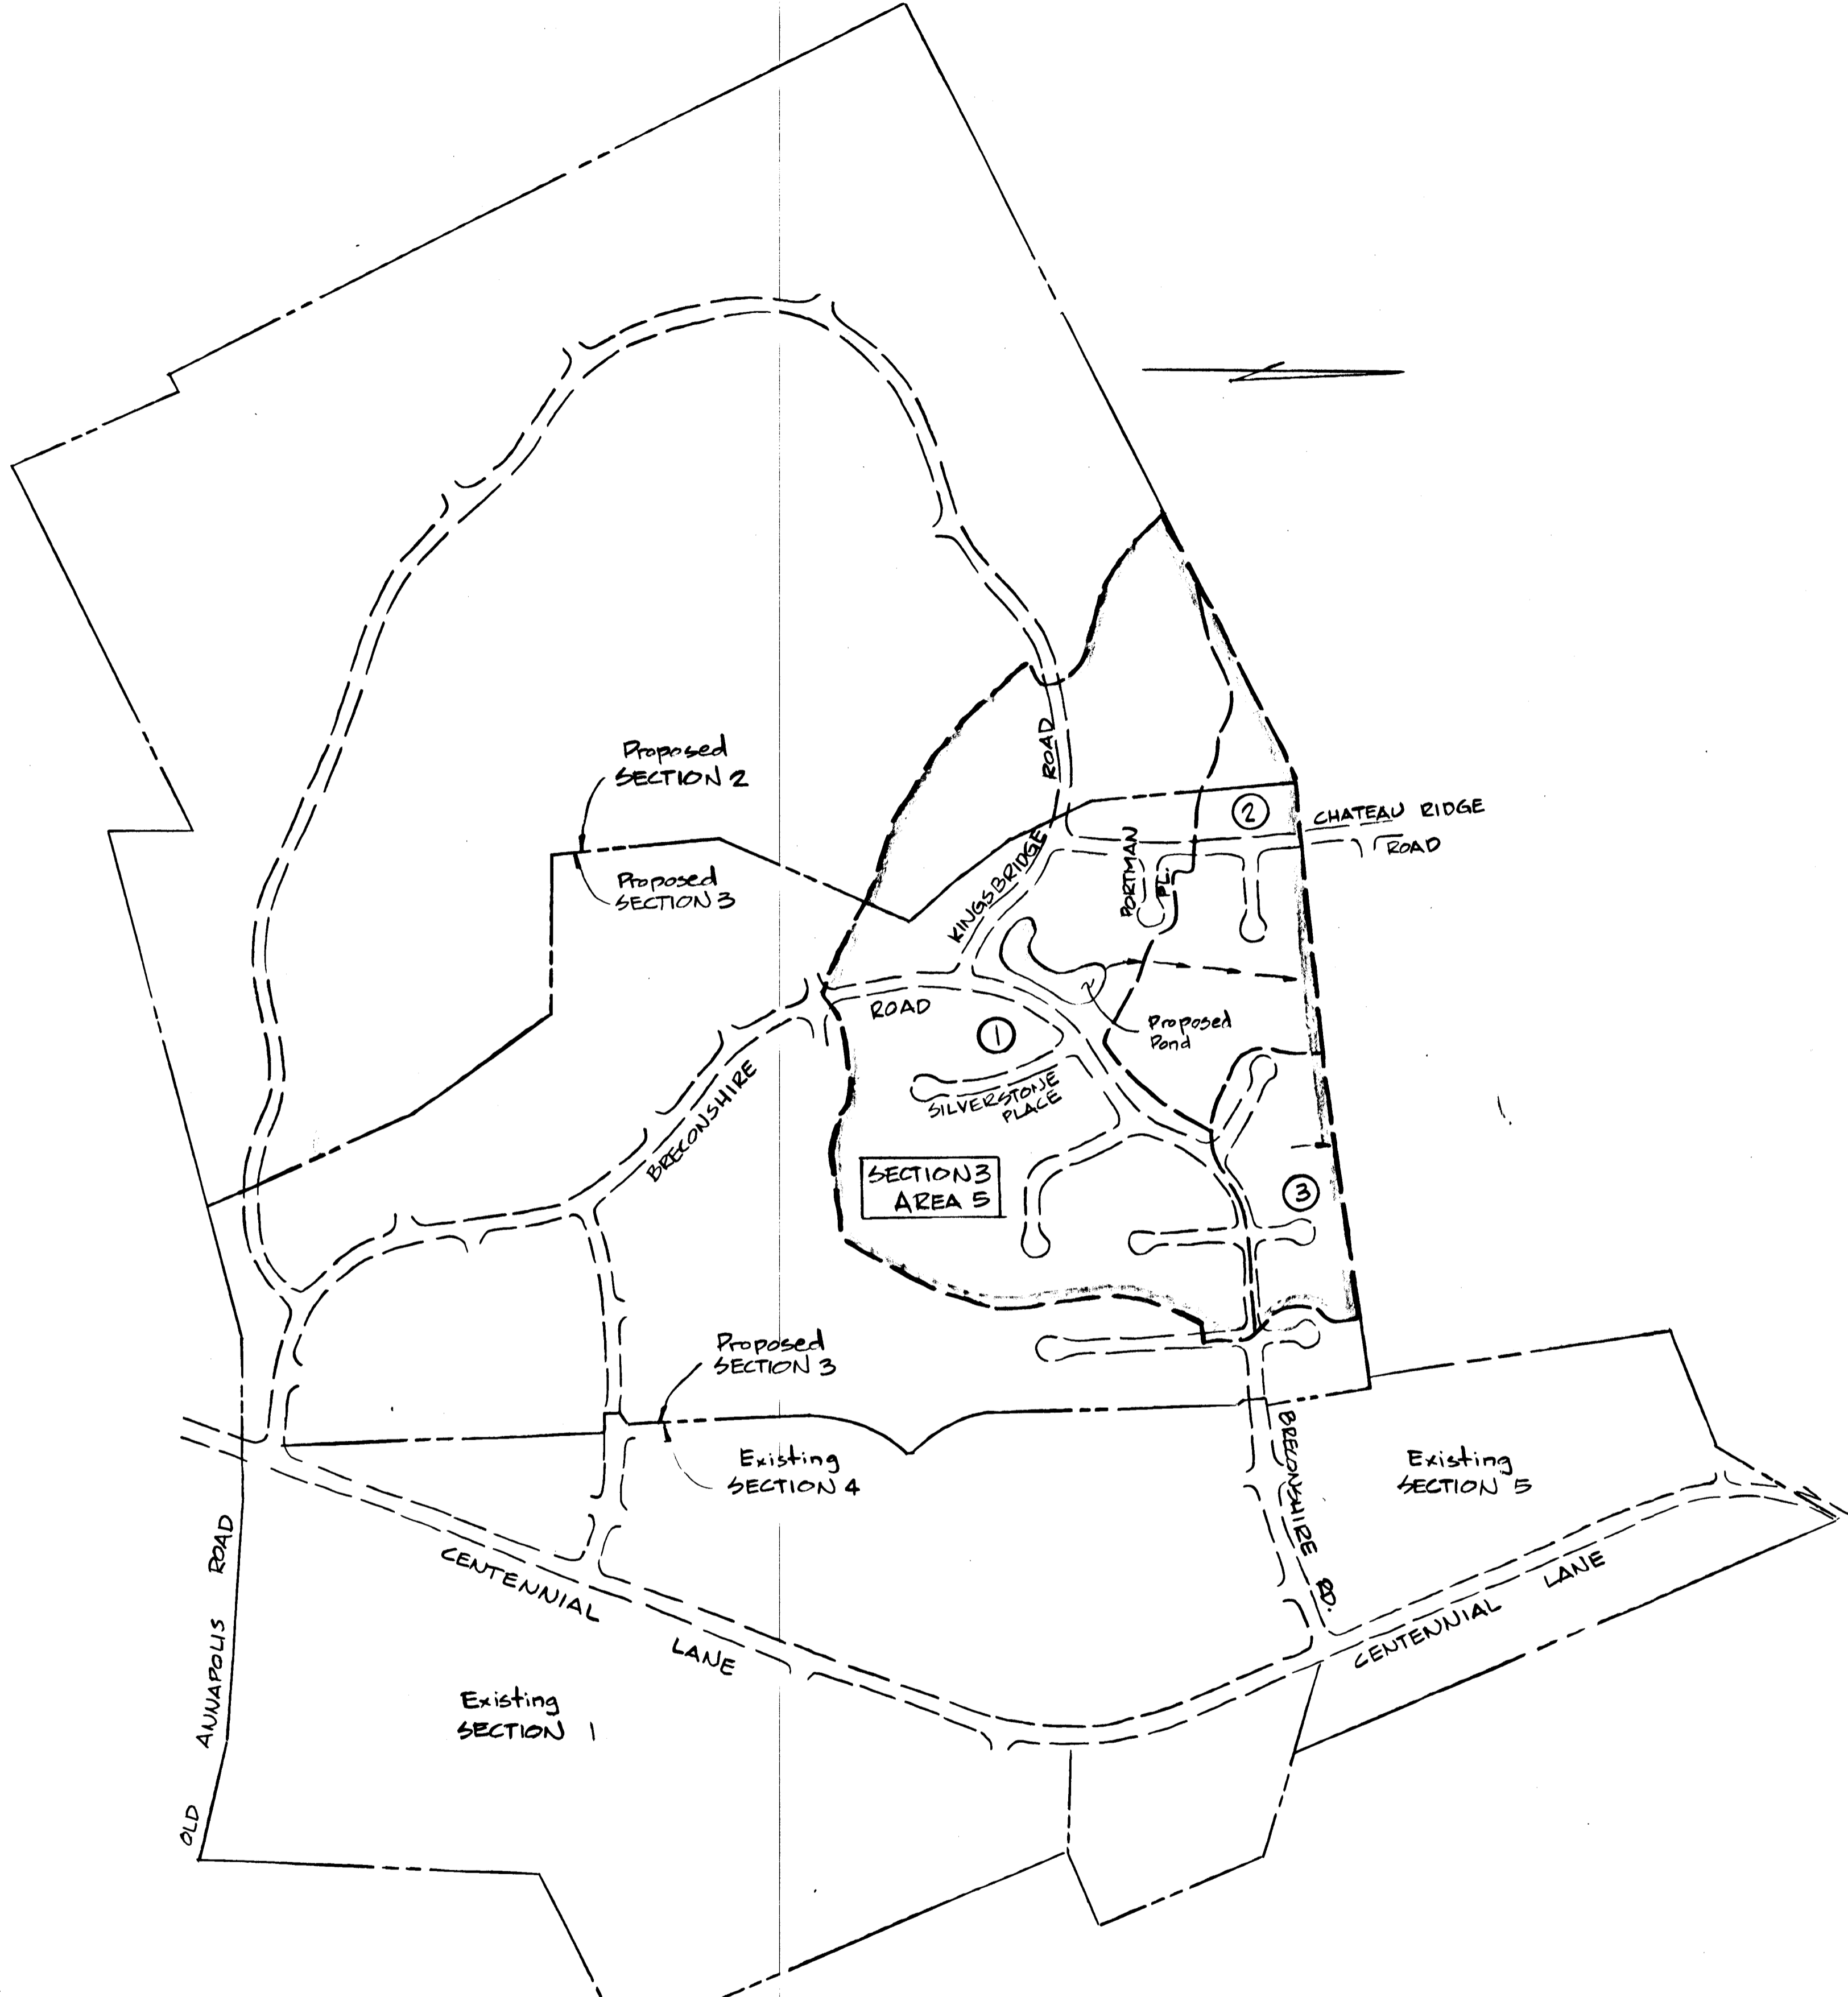 Proposed
SECTION 2
Proposed
SECTION 3
ROAD
KINGSBRIDGE
2
CHATEAU RIDGE
ROAD
PORTMAN
PL.
ROAD
1
Proposed
Pond
SILVERSTONE
PLACE
BRECONSHIRE
SECTION 3
AREA 5
3
Proposed
SECTION 3
Existing
SECTION 4
BRECONSHIRE RD.
Existing
SECTION 5
CENTENNIAL
LANE
CENTENNIAL LANE
Existing
SECTION 1
OLD ANNAPOLIS ROAD